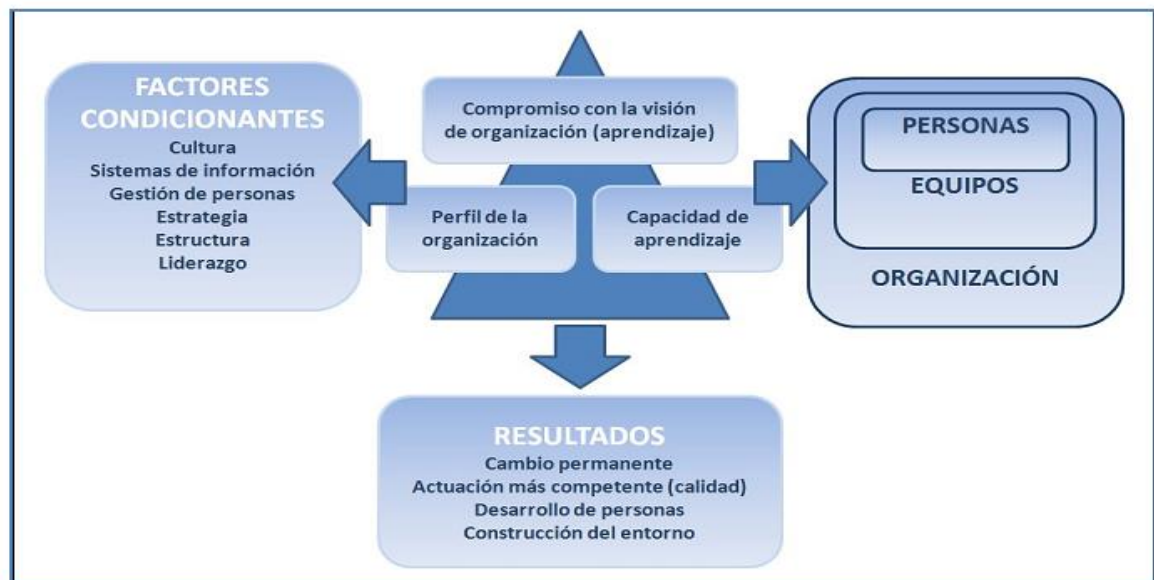 FACTORES
CONDICIONANTES
Cultura
Sistemas de información
Gestión de personas
Estrategia
Estructura
Liderazgo
Compromiso con la visión
de organización (aprendizaje)
Perfil de la
organización
Capacidad de
aprendizaje
PERSONAS
EQUIPOS
ORGANIZACIÓN
RESULTADOS
Cambio permanente
Actuación más competente (calidad)
Desarrollo de personas
Construcción del entorno